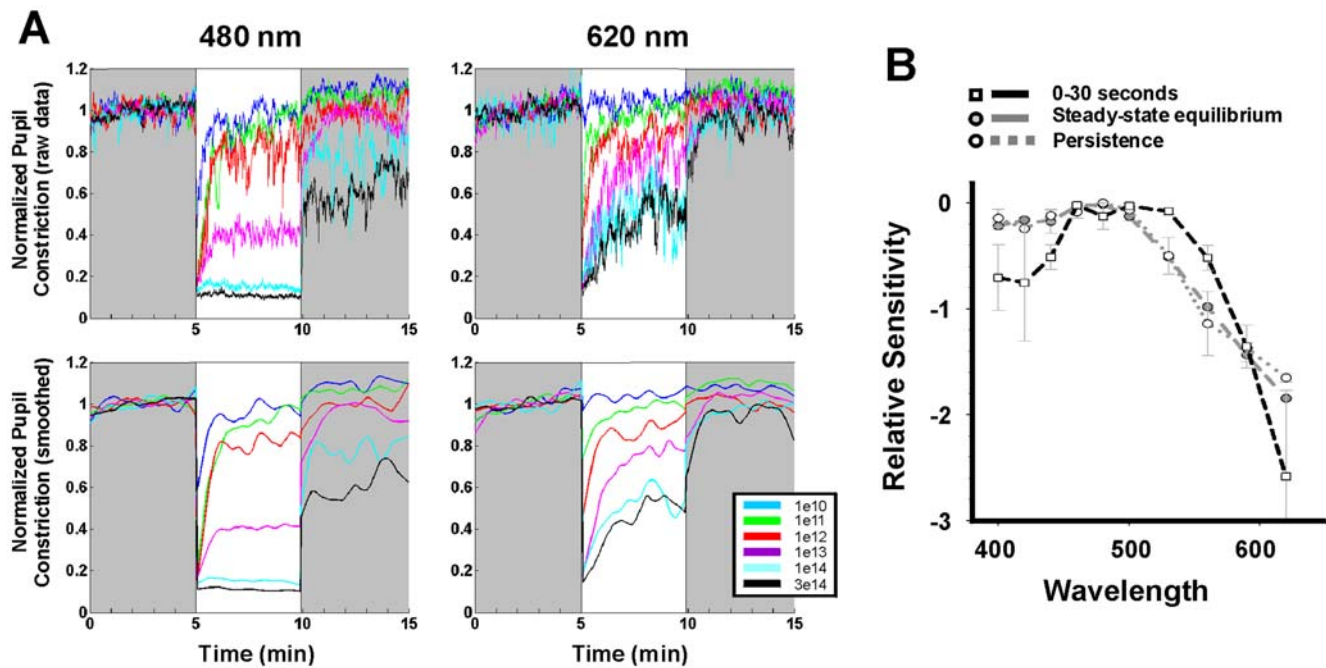 A
480 nm
620 nm
Normalized Pupil
Constriction (raw data)
1.2
1
0.8
0.6
0.4
0.2
0
0
5
10
15
1.2
1
0.8
0.6
0.4
0.2
0
0
5
10
15
Normalized Pupil
Constriction (smoothed)
1.2
1
0.8
0.6
0.4
0.2
0
0
5
10
15
Time (min)
1.2
1
0.8
0.6
0.4
0.2
0
0
5
10
15
Time (min)
1e10
1e11
1e12
1e13
1e14
3e14
B
0-30 seconds
Steady-state equilibrium
Persistence
Relative Sensitivity
0
-1
-2
-3
400
500
600
Wavelength